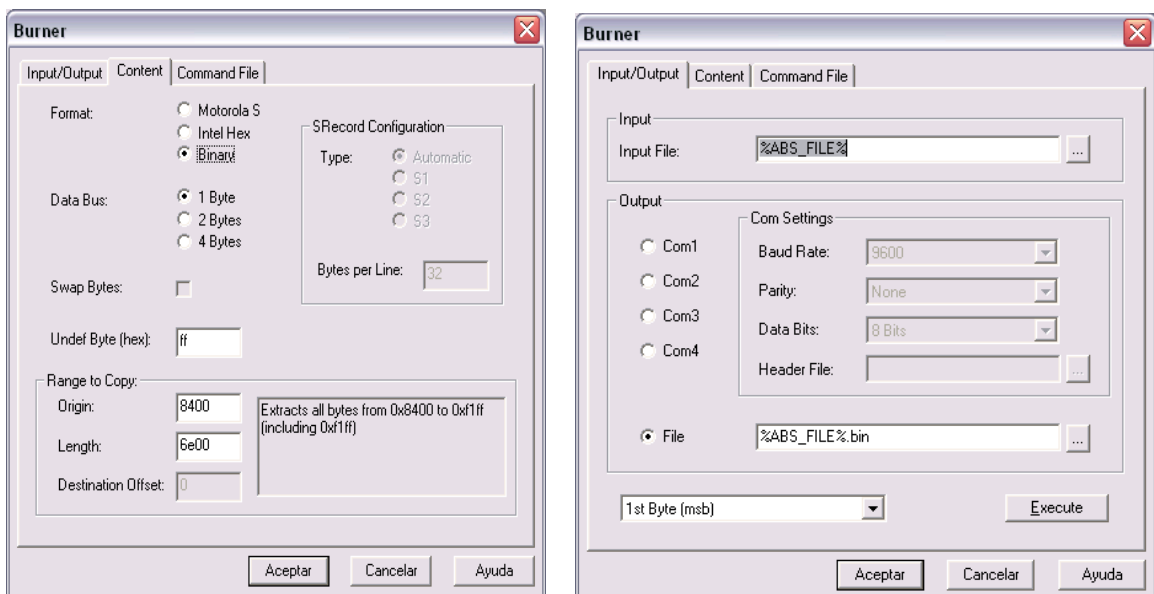 Burner
Input/Output Content Command File
Format:
Motorola S
Intel Hex
Binary
SRecord Configuration
Type:
Automatic
S1
S2
S3
Data Bus:
1 Byte
2 Bytes
4 Bytes
Bytes per Line: 32
Swap Bytes:
Undef Byte (hex): ff
Range to Copy:
Origin: 8400
Length: 6e00
Destination Offset: 0
Extracts all bytes from 0x8400 to 0xf1ff
(including 0xf1ff)
Aceptar Cancelar Ayuda
Burner
Input/Output Content Command File
Input
Input File: %ABS_FILE% ...
Output
Com1
Com2
Com3
Com4
Com Settings
Baud Rate: 9600
Parity: None
Data Bits: 8 Bits
Header File: ...
File %ABS_FILE%.bin ...
1st Byte (msb) Execute
Aceptar Cancelar Ayuda